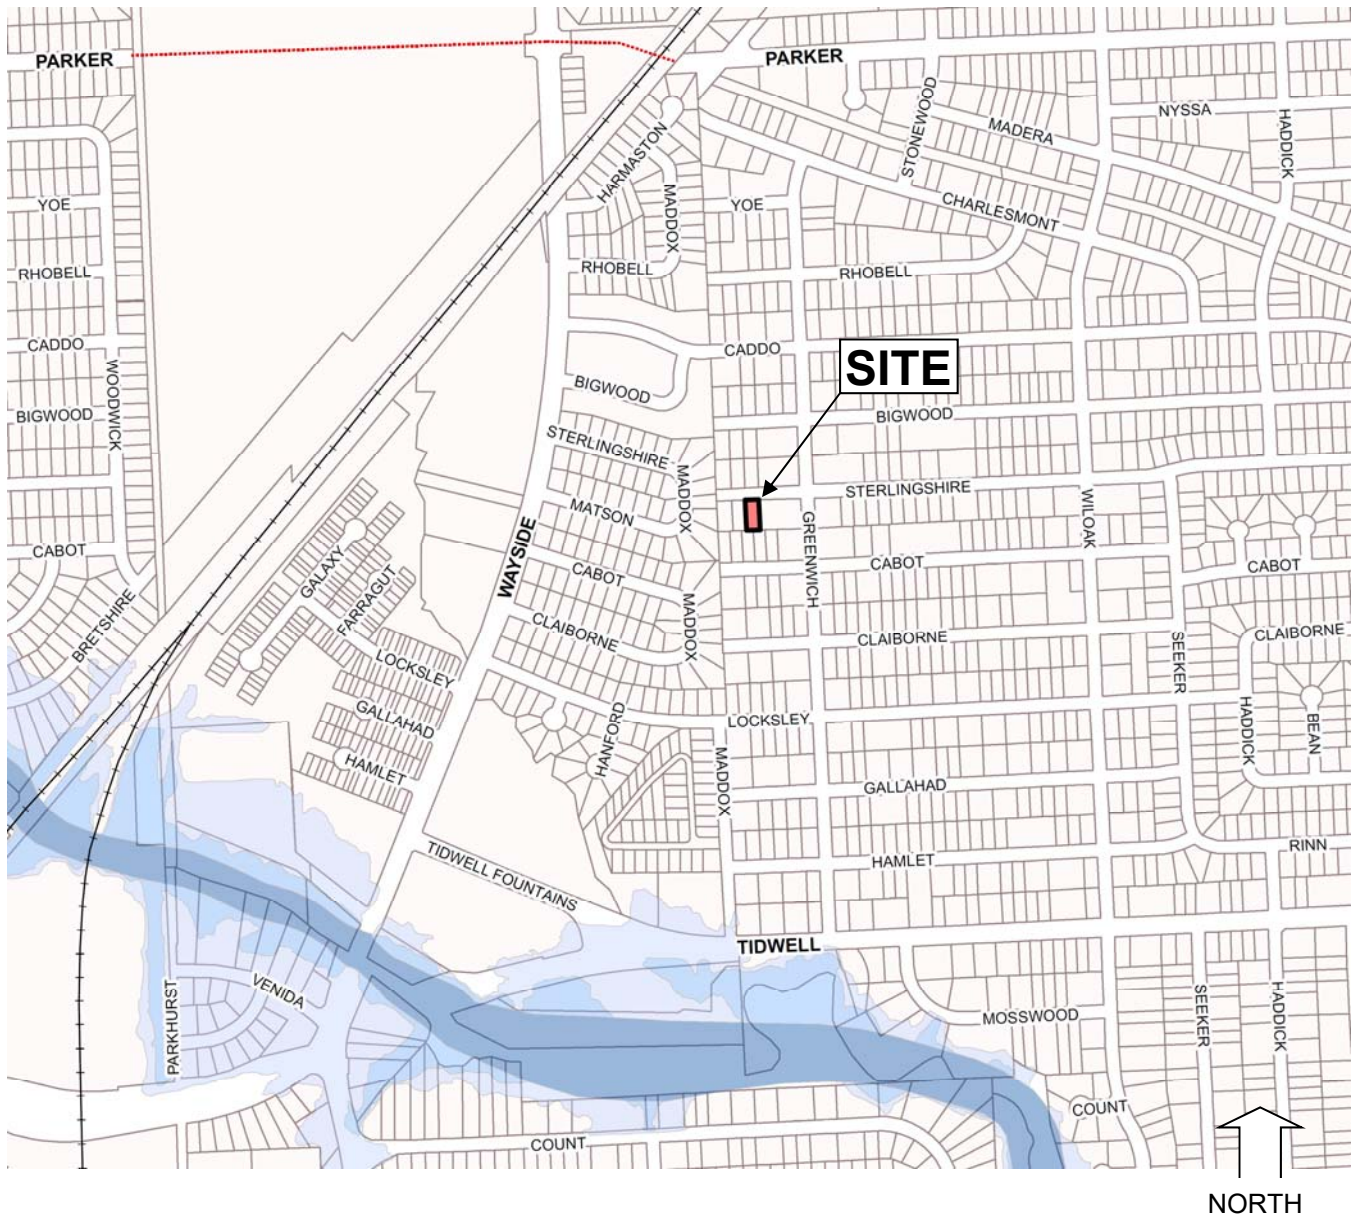 PARKER
PARKER
NYSSA
HADDICK
STONEWOOD
MADERA
HARMASTON
MADDOX
YOE
YOE
CHARLESMONT
RHOBELL
RHOBELL
RHOBELL
CADDO
CADDO
SITE
WOODWICK
BIGWOOD
BIGWOOD
BIGWOOD
STERLINGSHIRE
MADDOX
STERLINGSHIRE
WILOAK
MATSON
GREENWICH
WAYSIDE
CABOT
GALAXY
FARRAGUT
CABOT
CABOT
CABOT
BRETSHIRE
CLAIBORNE
MADDOX
CLAIBORNE
CLAIBORNE
SEEKER
LOCKSLEY
HADDICK
BEAN
GALLAHAD
HANFORD
LOCKSLEY
HAMLET
MADDOX
GALLAHAD
HAMLET
RINN
TIDWELL FOUNTAINS
TIDWELL
PARKHURST
VENIDA
SEEKER
HADDICK
MOSSWOOD
COUNT
COUNT
NORTH